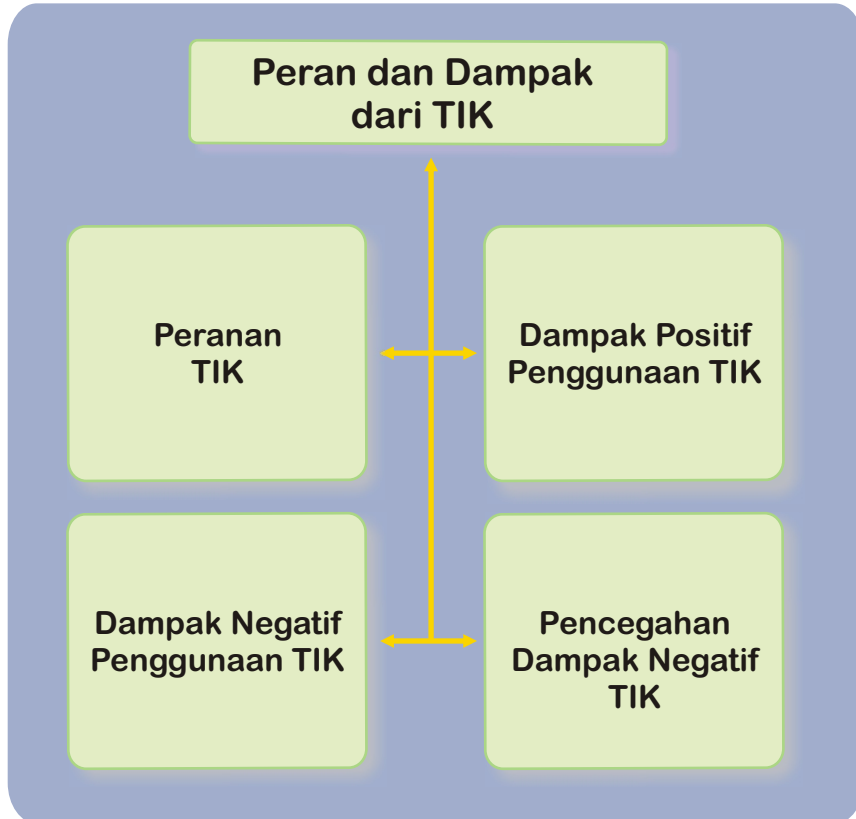 Peran dan Dampak
dari TIK
Peranan
TIK
Dampak Positif
Penggunaan TIK
Dampak Negatif
Penggunaan TIK
Pencegahan
Dampak Negatif
TIK